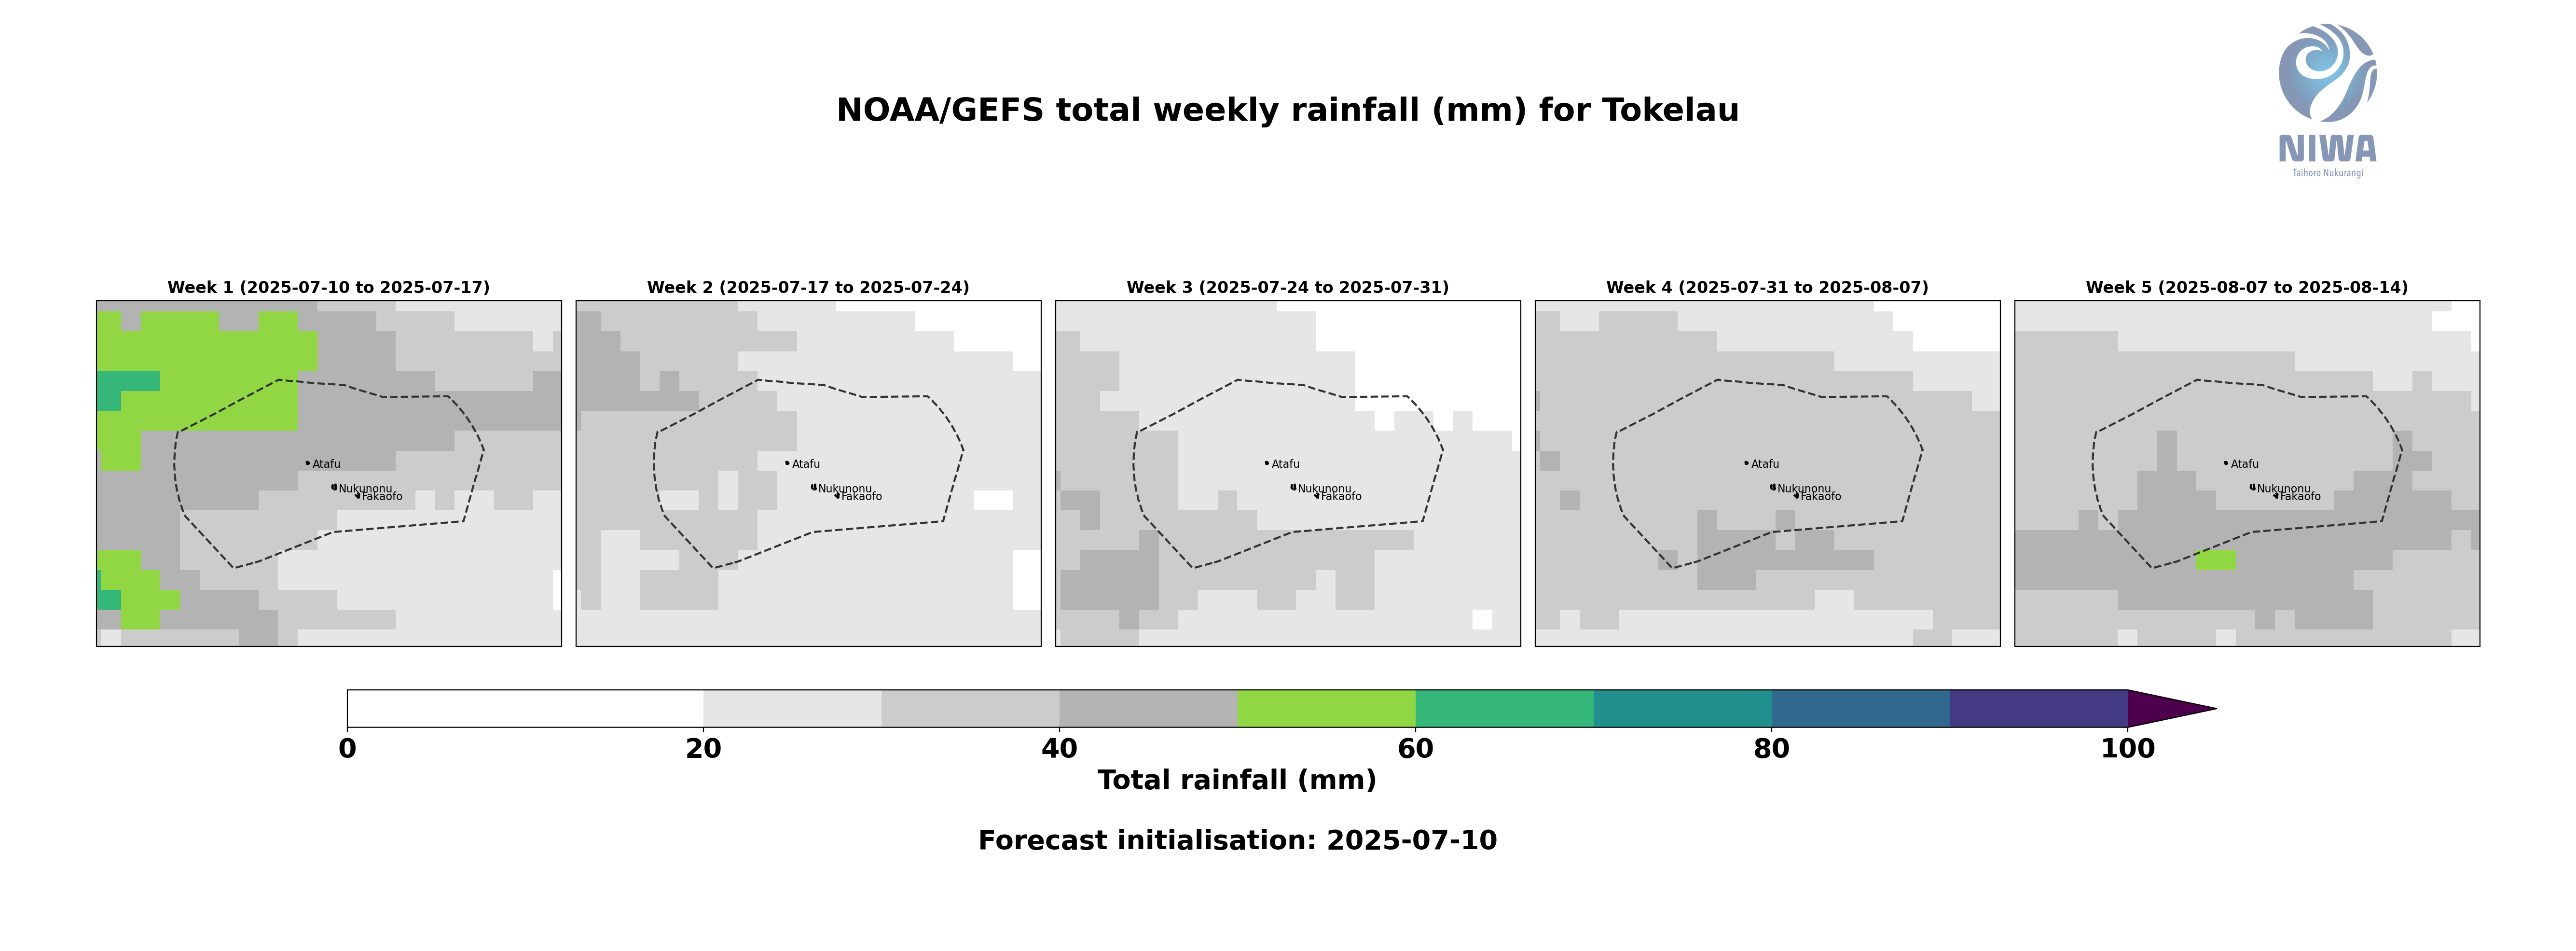 NOAA/GEFS total weekly rainfall (mm) for Tokelau
NIWA
Taihoro Nukurangi
Week 1 (2025-07-10 to 2025-07-17)
Week 2 (2025-07-17 to 2025-07-24)
Week 3 (2025-07-24 to 2025-07-31)
Week 4 (2025-07-31 to 2025-08-07)
Week 5 (2025-08-07 to 2025-08-14)
Atafu
Nukunonu
Fakaofo
Atafu
Nukunonu
Fakaofo
Atafu
Nukunonu
Fakaofo
Atafu
Nukunonu
Fakaofo
Atafu
Nukunonu
Fakaofo
0 20 40 60 80 100
Total rainfall (mm)
Forecast initialisation: 2025-07-10